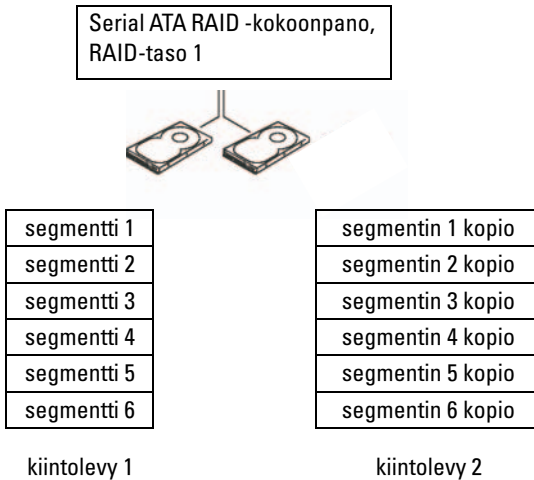 Serial ATA RAID -kokoonpano,
RAID-taso 1
segmentti 1
segmentti 2
segmentti 3
segmentti 4
segmentti 5
segmentti 6
segmentin 1 kopio
segmentin 2 kopio
segmentin 3 kopio
segmentin 4 kopio
segmentin 5 kopio
segmentin 6 kopio
kiintolevy 1
kiintolevy 2